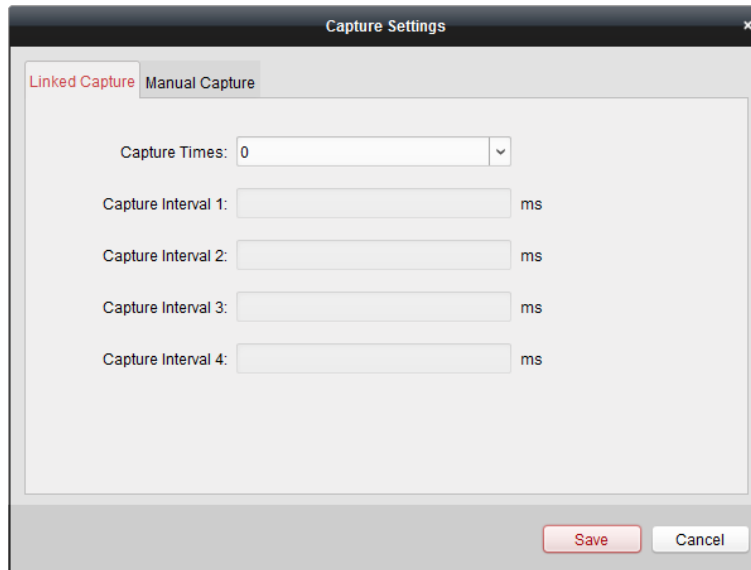 Capture Settings ×
Linked Capture Manual Capture
Capture Times: 0
Capture Interval 1: ms
Capture Interval 2: ms
Capture Interval 3: ms
Capture Interval 4: ms
Save Cancel